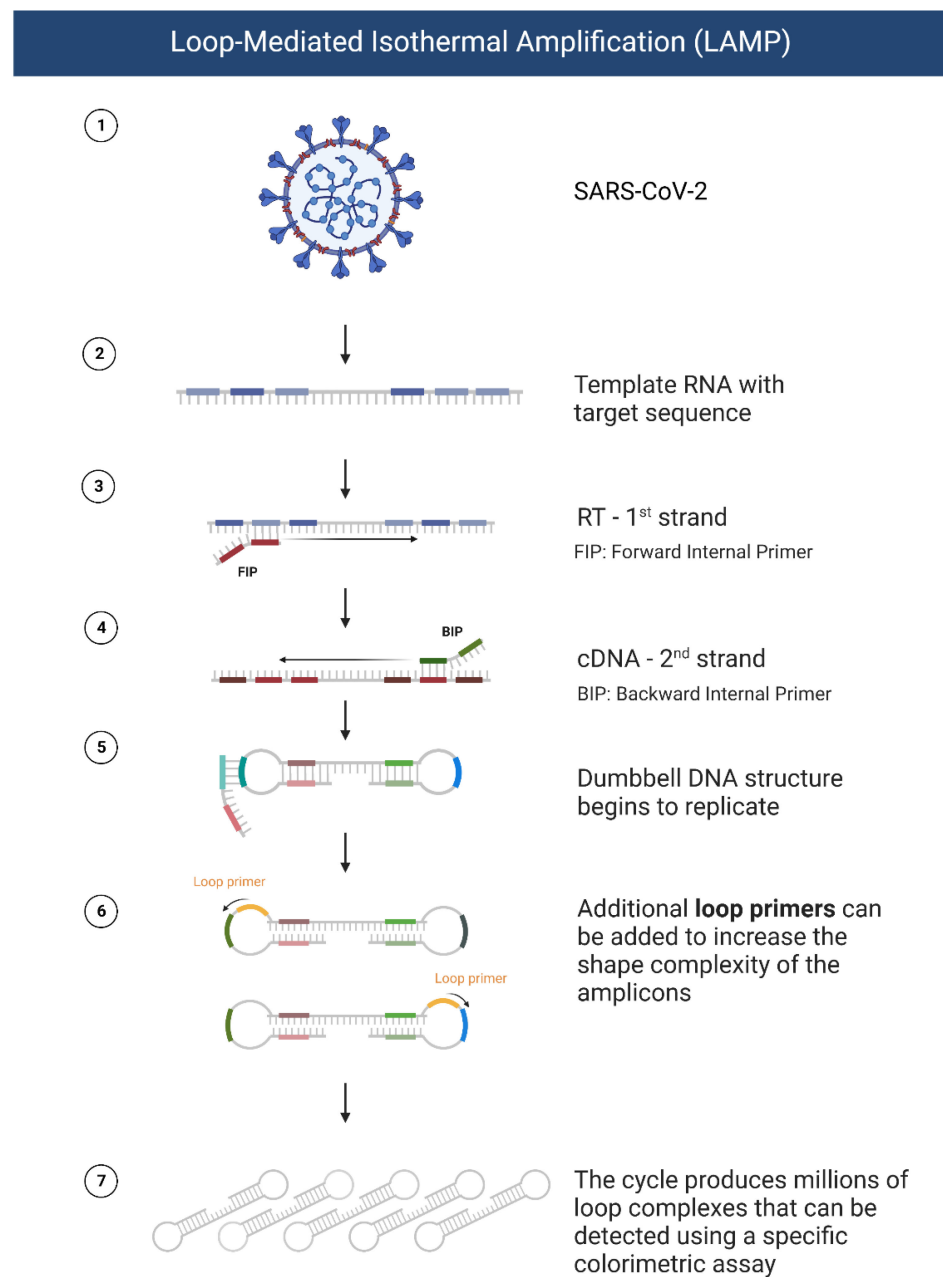 Loop-Mediated Isothermal Amplification (LAMP)
1
SARS-CoV-2
2
Template RNA with
target sequence
3
RT - 1st strand
FIP: Forward Internal Primer
FIP
4
BIP
cDNA - 2nd strand
BIP: Backward Internal Primer
5
Dumbbell DNA structure
begins to replicate
Loop primer
6
Additional loop primers can
be added to increase the
shape complexity of the
amplicons
Loop primer
7
The cycle produces millions of
loop complexes that can be
detected using a specific
colorimetric assay